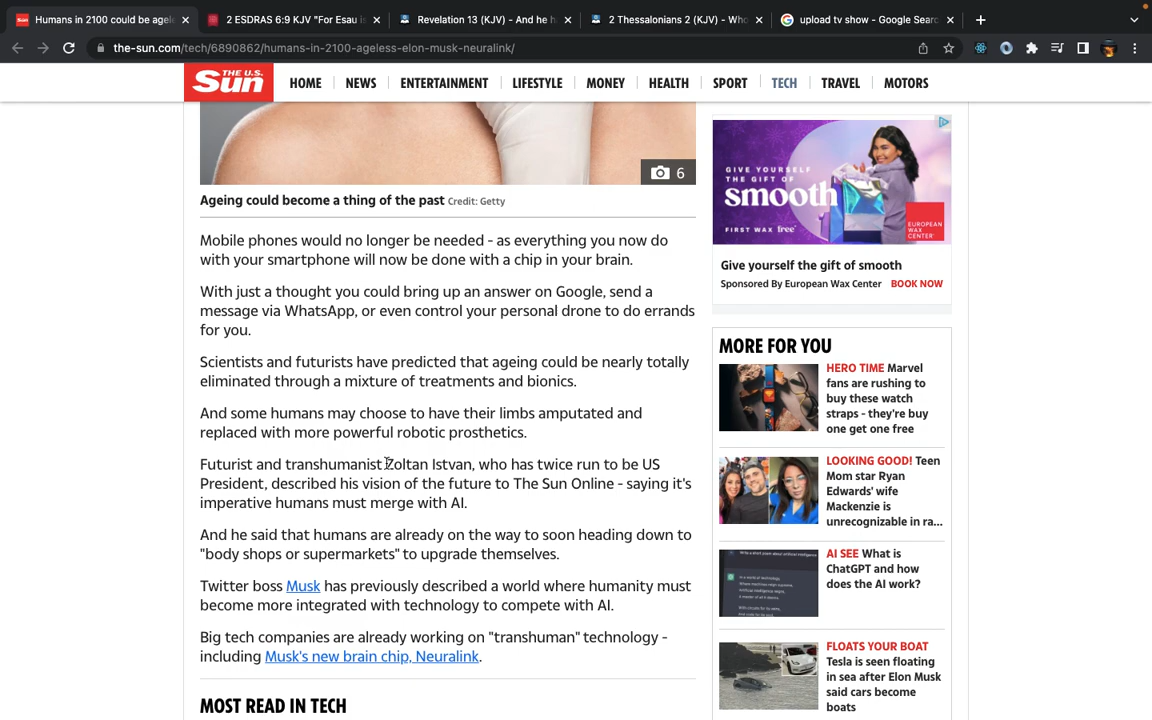 Humans in 2100 could be agele
2 ESDRAS 6:9 KJV "For Esau is
Revelation 13 (KJV) - And he h
2 Thessalonians 2 (KJV) - Who
upload tv show - Google Searc
the-sun.com/tech/6890862/humans-in-2100-ageless-elon-musk-neuralink/
THE U.S. Sun
HOME
NEWS
ENTERTAINMENT
LIFESTYLE
MONEY
HEALTH
SPORT
TECH
TRAVEL
MOTORS
6
Ageing could become a thing of the past Credit: Getty
Mobile phones would no longer be needed - as everything you now do
with your smartphone will now be done with a chip in your brain.
With just a thought you could bring up an answer on Google, send a
message via WhatsApp, or even control your personal drone to do errands
for you.
Scientists and futurists have predicted that ageing could be nearly totally
eliminated through a mixture of treatments and bionics.
And some humans may choose to have their limbs amputated and
replaced with more powerful robotic prosthetics.
Futurist and transhumanist Zoltan Istvan, who has twice run to be US
President, described his vision of the future to The Sun Online - saying it's
imperative humans must merge with AI.
And he said that humans are already on the way to soon heading down to
"body shops or supermarkets" to upgrade themselves.
Twitter boss Musk has previously described a world where humanity must
become more integrated with technology to compete with AI.
Big tech companies are already working on "transhuman" technology -
including Musk's new brain chip, Neuralink.
MOST READ IN TECH
GIVE YOURSELF
THE GIFT OF
smooth
FIRST WAX free*
EUROPEAN
WAX
CENTER
Give yourself the gift of smooth
Sponsored By European Wax Center BOOK NOW
MORE FOR YOU
HERO TIME Marvel
fans are rushing to
buy these watch
straps - they're buy
one get one free
LOOKING GOOD! Teen
Mom star Ryan
Edwards' wife
Mackenzie is
unrecognizable in ra...
AI SEE What is
ChatGPT and how
does the AI work?
FLOATS YOUR BOAT
Tesla is seen floating
in sea after Elon Musk
said cars become
boats